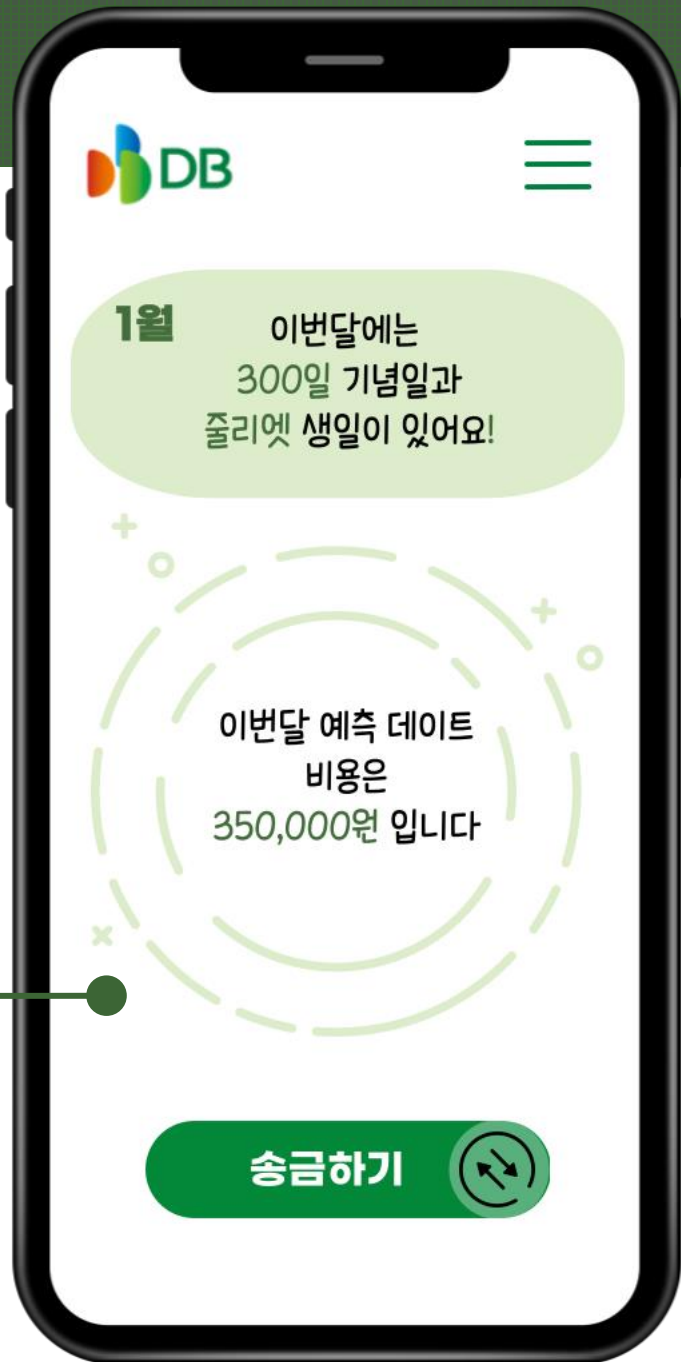 DB
1월
이번달에는
300일 기념일과
줄리엣 생일이 있어요!
이번달 예측 데이트
비용은
350,000원 입니다
송금하기